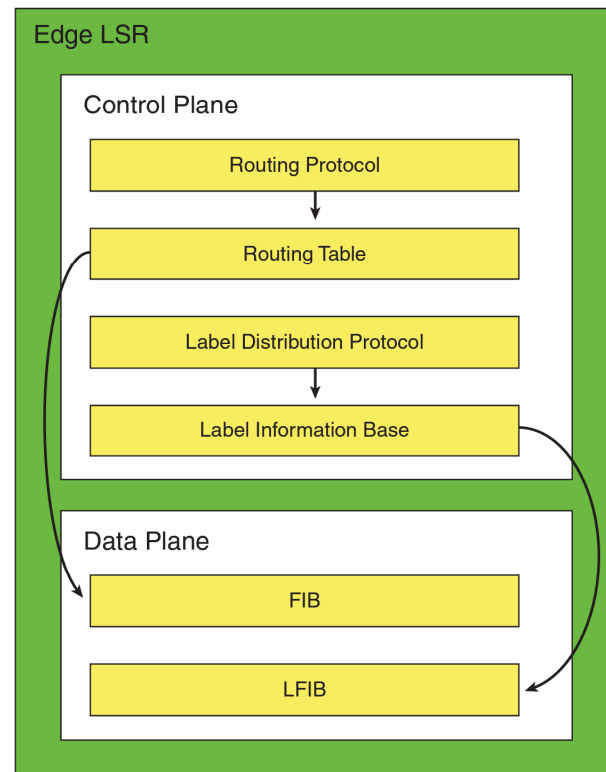 Edge LSR
Control Plane
Routing Protocol
Routing Table
Label Distribution Protocol
Label Information Base
Data Plane
FIB
LFIB